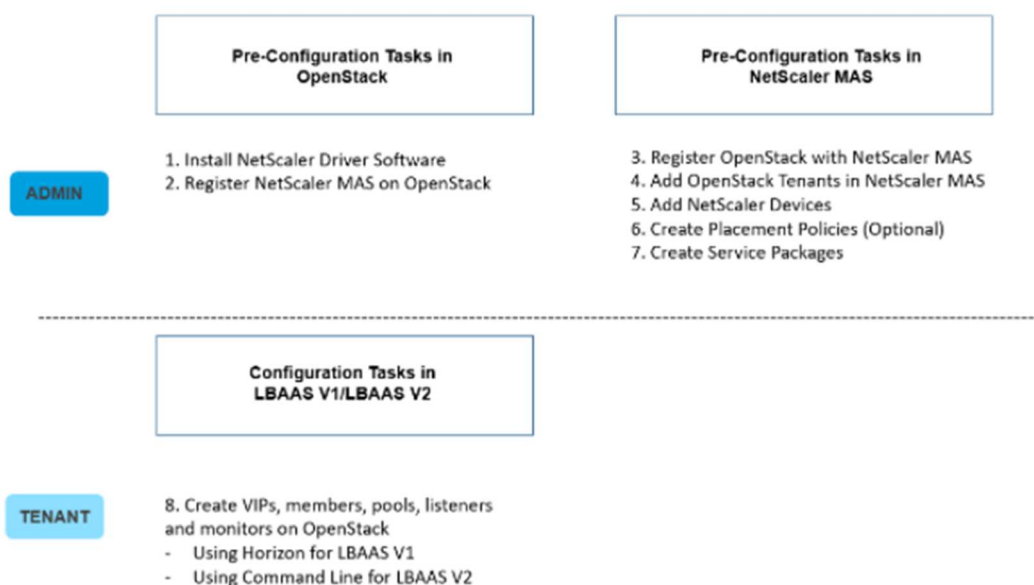 Pre-Configuration Tasks in
OpenStack
Pre-Configuration Tasks in
NetScaler MAS
ADMIN
1. Install NetScaler Driver Software
2. Register NetScaler MAS on OpenStack
3. Register OpenStack with NetScaler MAS
4. Add OpenStack Tenants in NetScaler MAS
5. Add NetScaler Devices
6. Create Placement Policies (Optional)
7. Create Service Packages
Configuration Tasks in
LBAAS V1/LBAAS V2
TENANT
8. Create VIPs, members, pools, listeners
and monitors on OpenStack
- Using Horizon for LBAAS V1
- Using Command Line for LBAAS V2